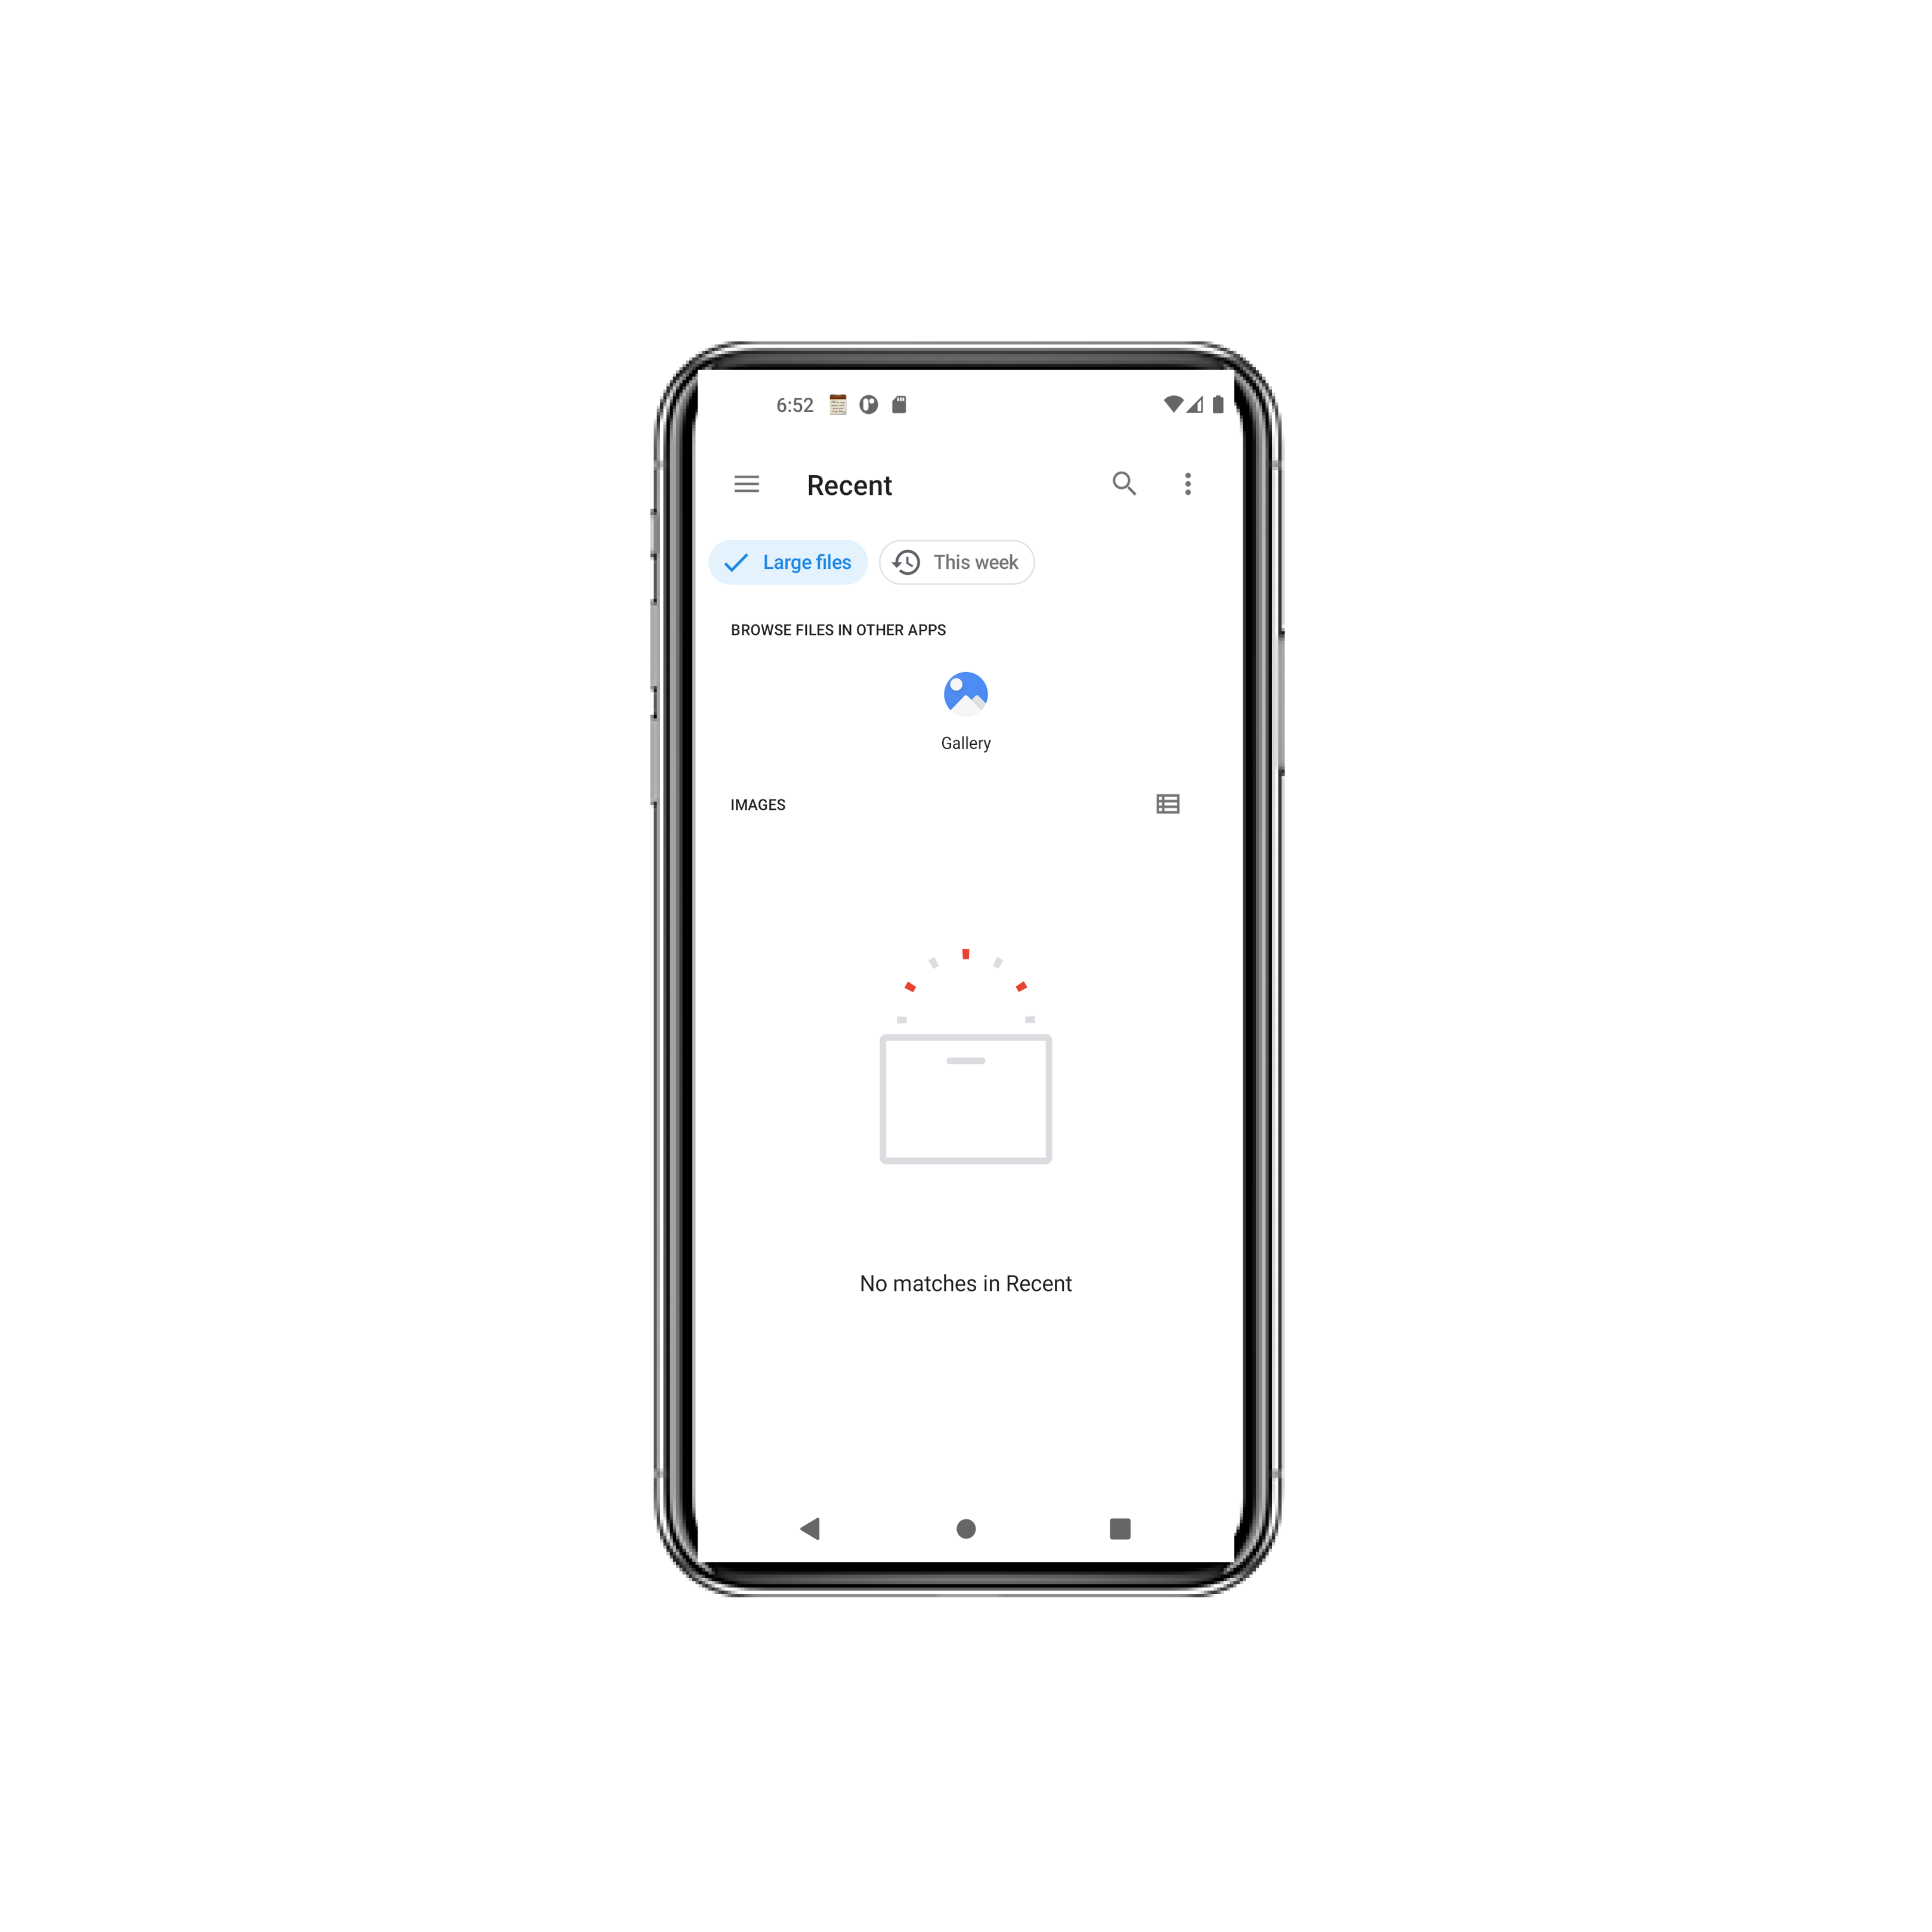 6:52
Recent
Large files
This week
BROWSE FILES IN OTHER APPS
Gallery
IMAGES
No matches in Recent